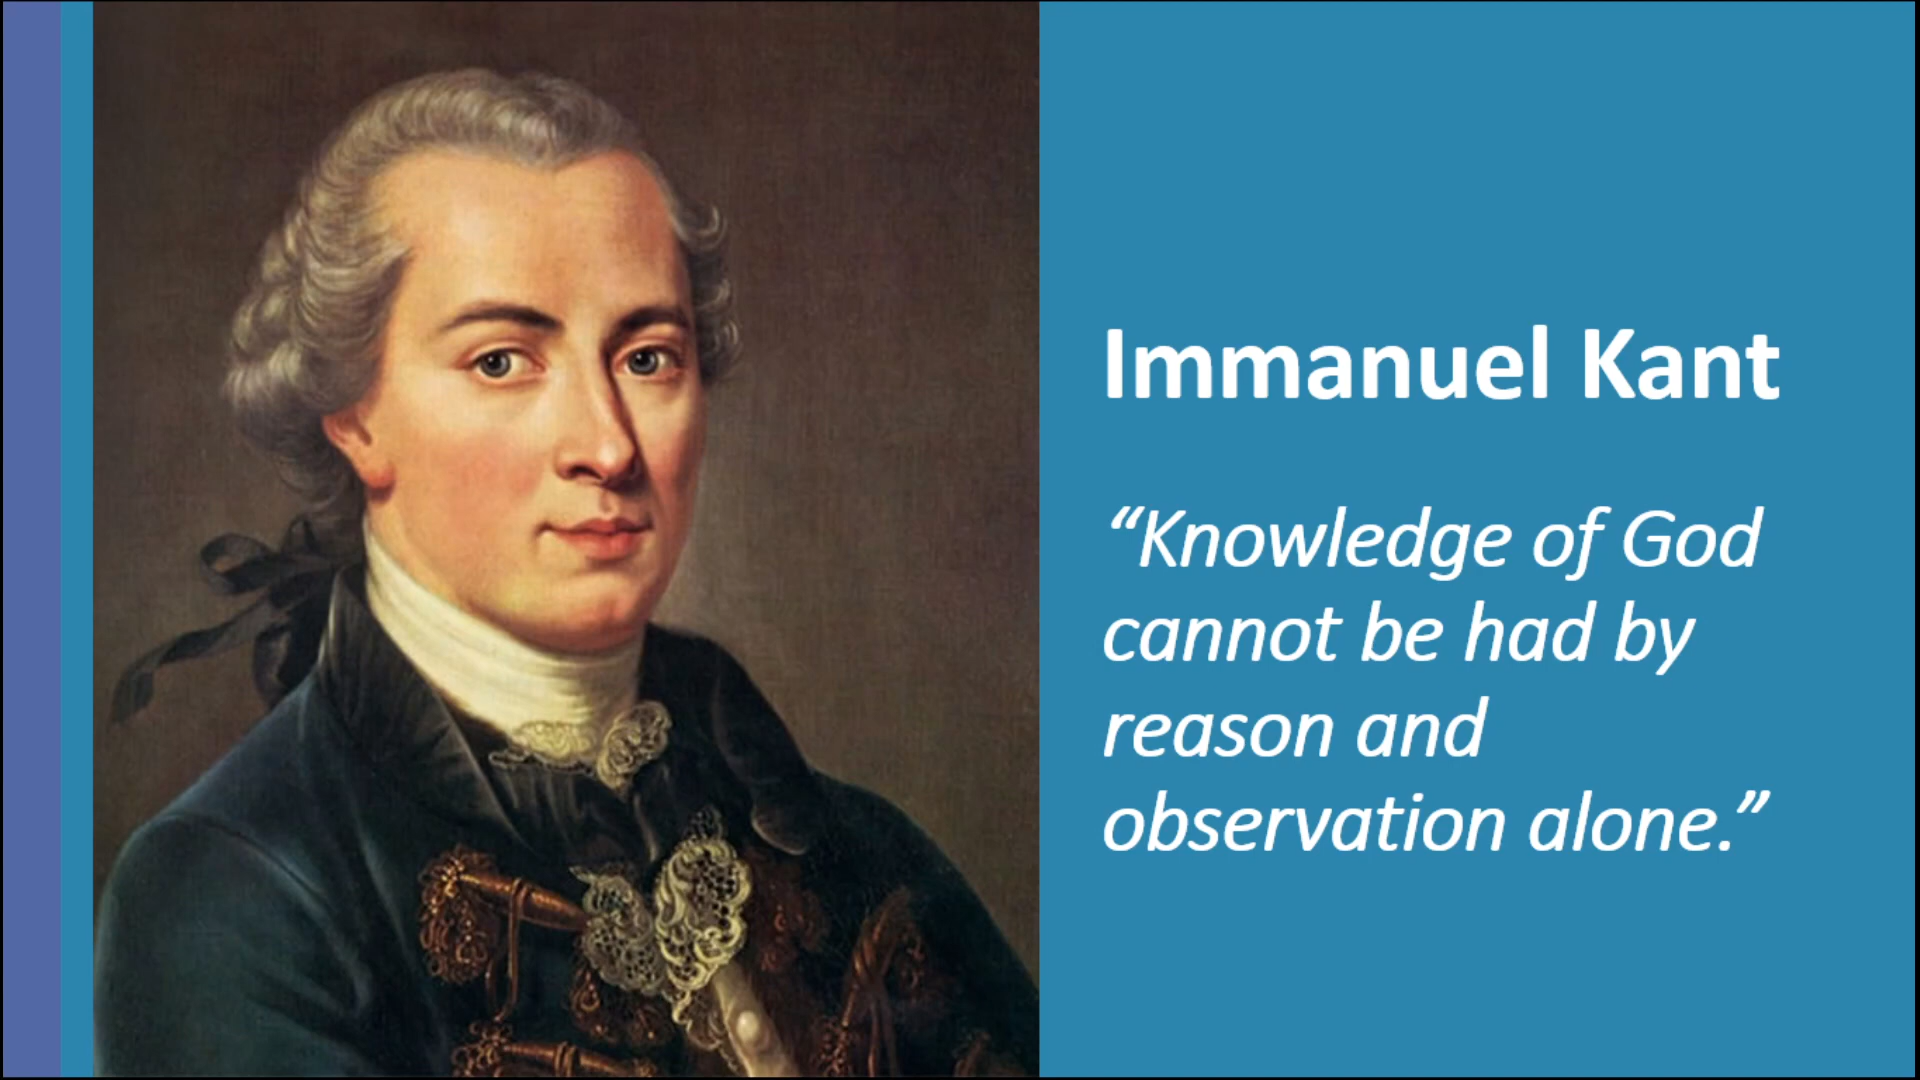 Immanuel Kant
“Knowledge of God
cannot be had by
reason and
observation alone.”